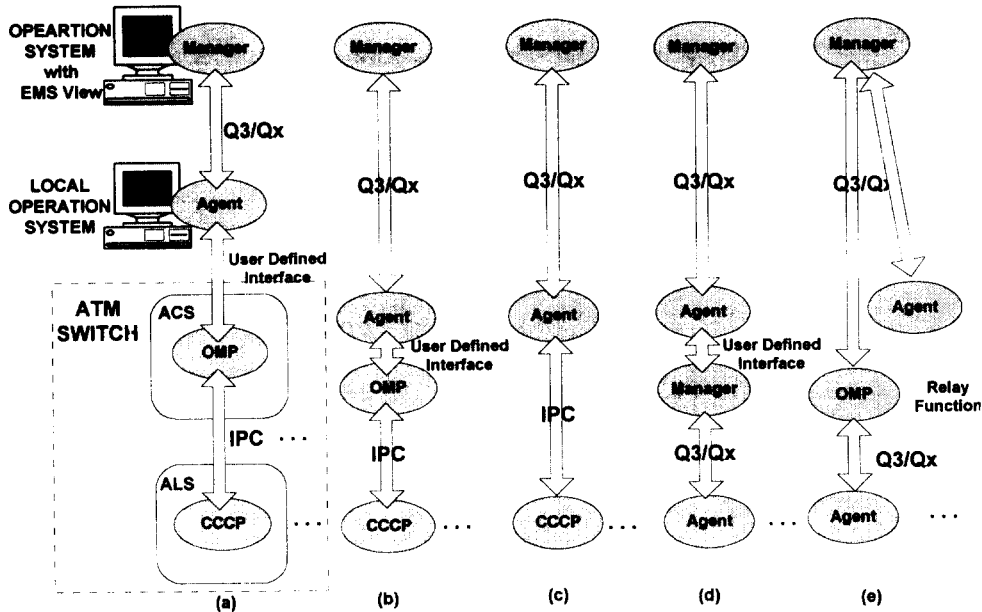 OPEARTION
SYSTEM
with
EMS View
Manager
Manager
Manager
Manager
Manager
Q3/Qx
Q3/Qx
Q3/Qx
Q3/Qx
Q3/Qx
LOCAL
OPERATION
SYSTEM
Agent
User Defined
Interface
ATM
SWITCH
ACS
OMP
Agent
User Defined
Interface
OMP
Agent
Agent
User Defined
Interface
Manager
Agent
OMP
Relay
Function
IPC
...
IPC
IPC
Q3/Qx
Q3/Qx
ALS
CCCP
...
CCCP
...
CCCP
...
Agent
...
Agent
...
(a)
(b)
(c)
(d)
(e)